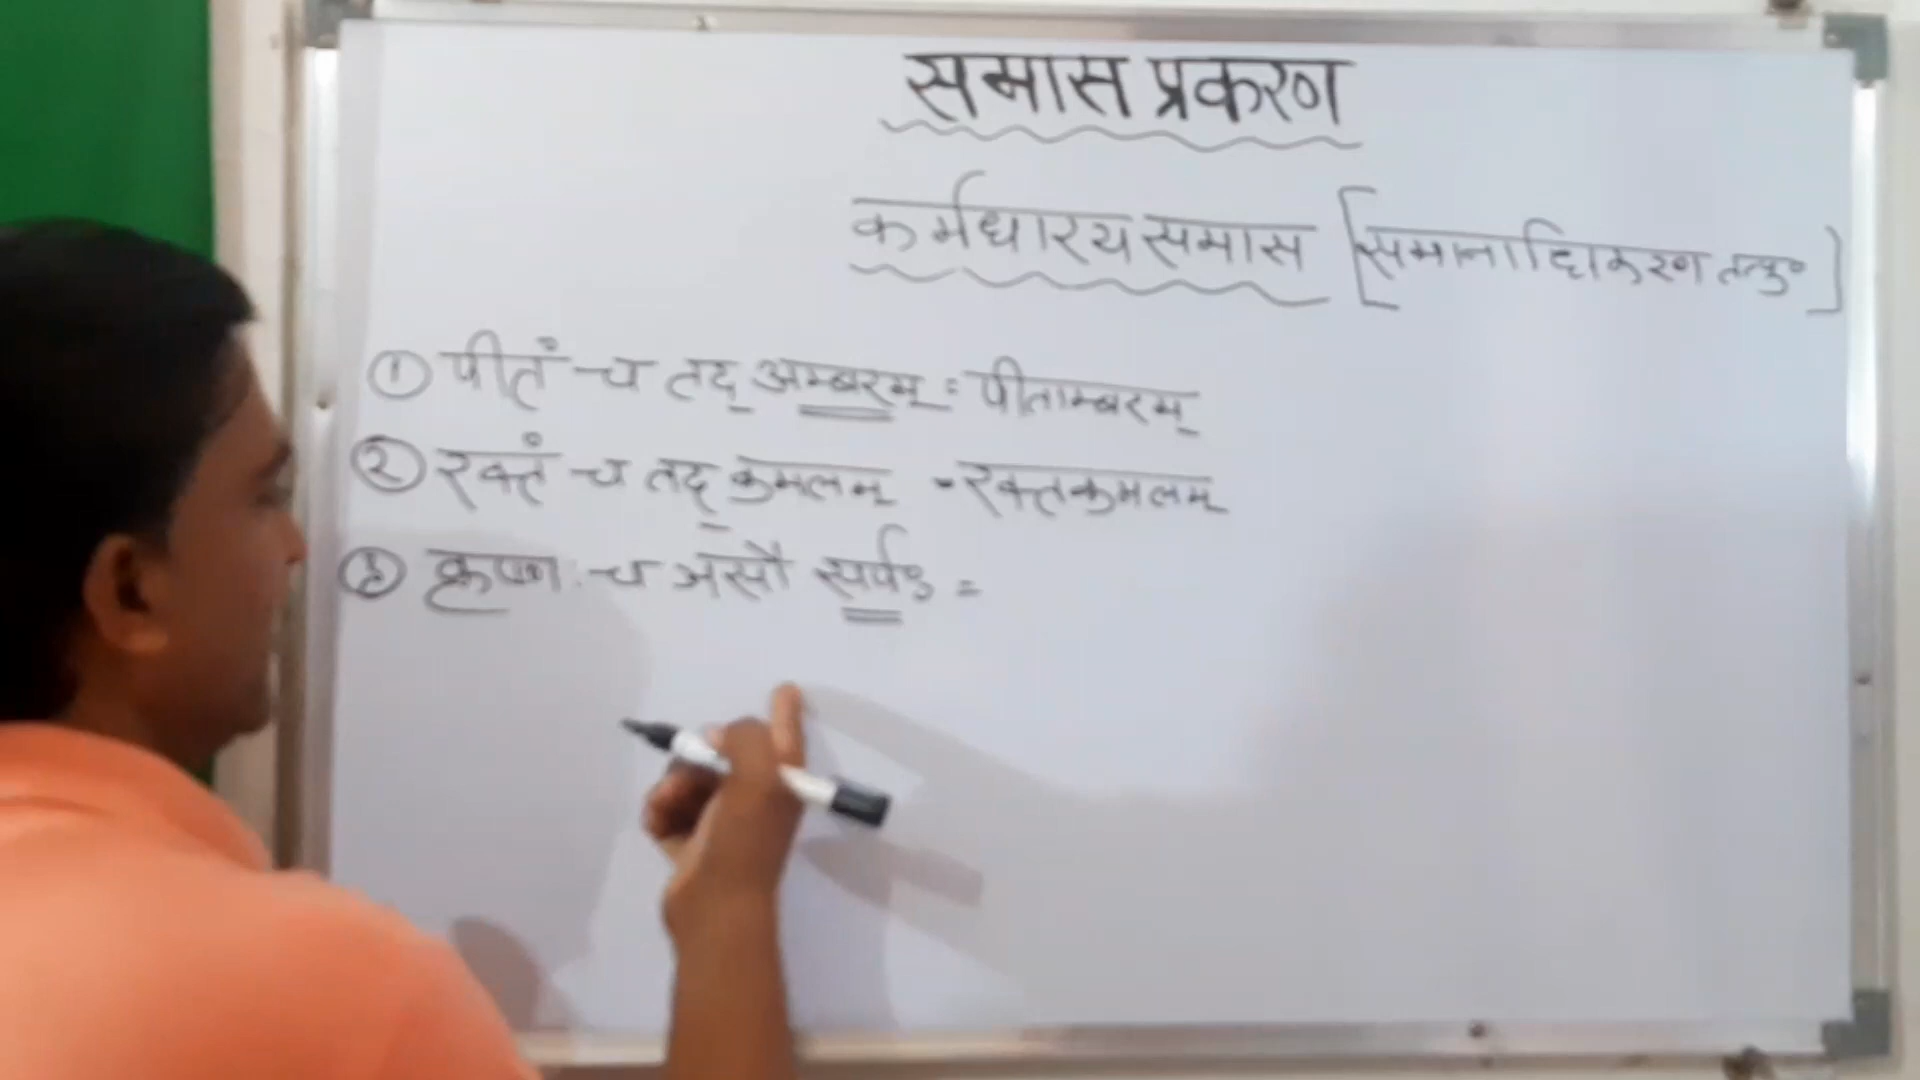 समास प्रकरण
कर्मधारय समास [समानाधिकरण तत्पु०]
① पीतं च तद् अम्बरम् = पीताम्बरम्
② रक्तं च तद् कमलम् - रक्तकमलम्
③ कृष्ण: च असौ सर्पः =